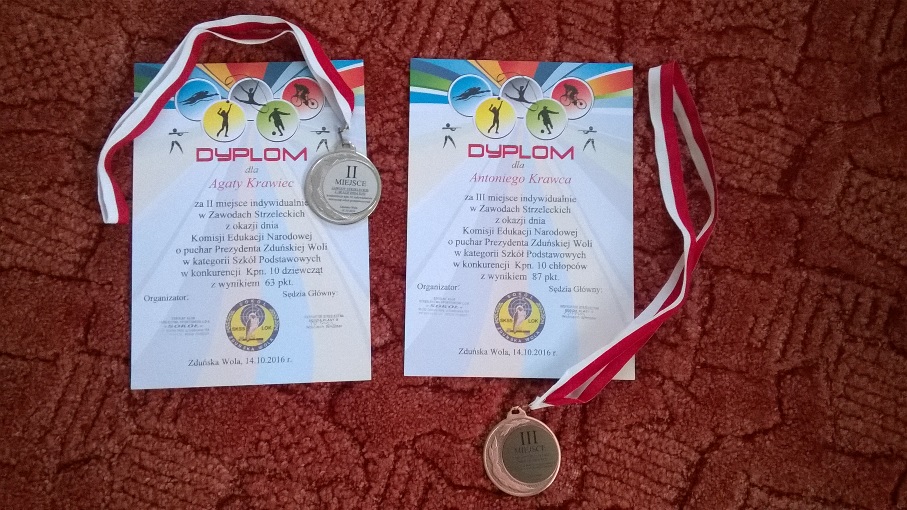 DYPLOM
dla
Agaty Krawiec
za II miejsce indywidualnie
w Zawodach Strzeleckich
z okazji dnia
Komisji Edukacji Narodowej
o puchar Prezydenta Zduńskiej Woli
w kategorii Szkół Podstawowych
w konkurencji Kpn. 10 dziewcząt
z wynikiem 63 pkt.
Organizator:
Sędzia Główny:
LOK
ZDUŃSKA WOLA
Zduńska Wola, 14.10.2016 r.
II
MIEJSCE
DYPLOM
dla
Antoniego Krawca
za III miejsce indywidualnie
w Zawodach Strzeleckich
z okazji dnia
Komisji Edukacji Narodowej
o puchar Prezydenta Zduńskiej Woli
w kategorii Szkół Podstawowych
w konkurencji Kpn. 10 chłopców
z wynikiem 87 pkt.
Organizator:
Sędzia Główny:
LOK
Zduńska Wola, 14.10.2016 r.
III
MIEJSCE